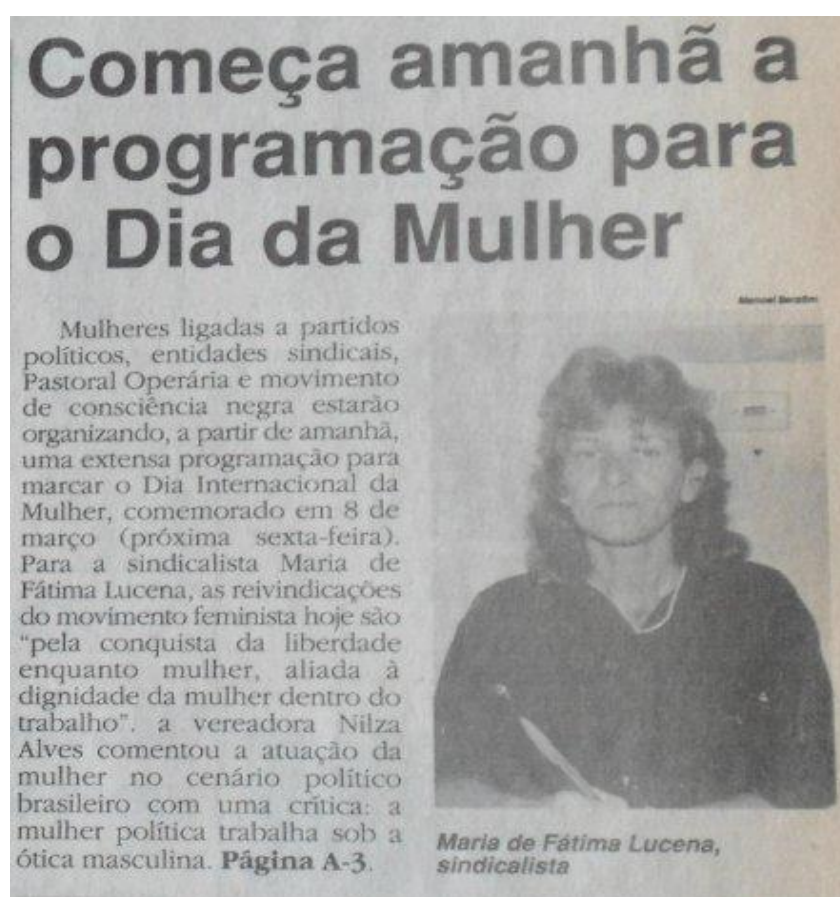 Começa amanhã a
programação para
o Dia da Mulher
Manoel Serafim
Mulheres ligadas a partidos
políticos, entidades sindicais,
Pastoral Operária e movimento
de consciência negra estarão
organizando, a partir de amanhã,
uma extensa programação para
marcar o Dia Internacional da
Mulher, comemorado em 8 de
março (próxima sexta-feira).
Para a sindicalista Maria de
Fátima Lucena, as reivindicações
do movimento feminista hoje são
“pela conquista da liberdade
enquanto mulher, aliada à
dignidade da mulher dentro do
trabalho”. a vereadora Nilza
Alves comentou a atuação da
mulher no cenário político
brasileiro com uma crítica: a
mulher política trabalha sob a
ótica masculina. Página A-3.
Maria de Fátima Lucena,
sindicalista